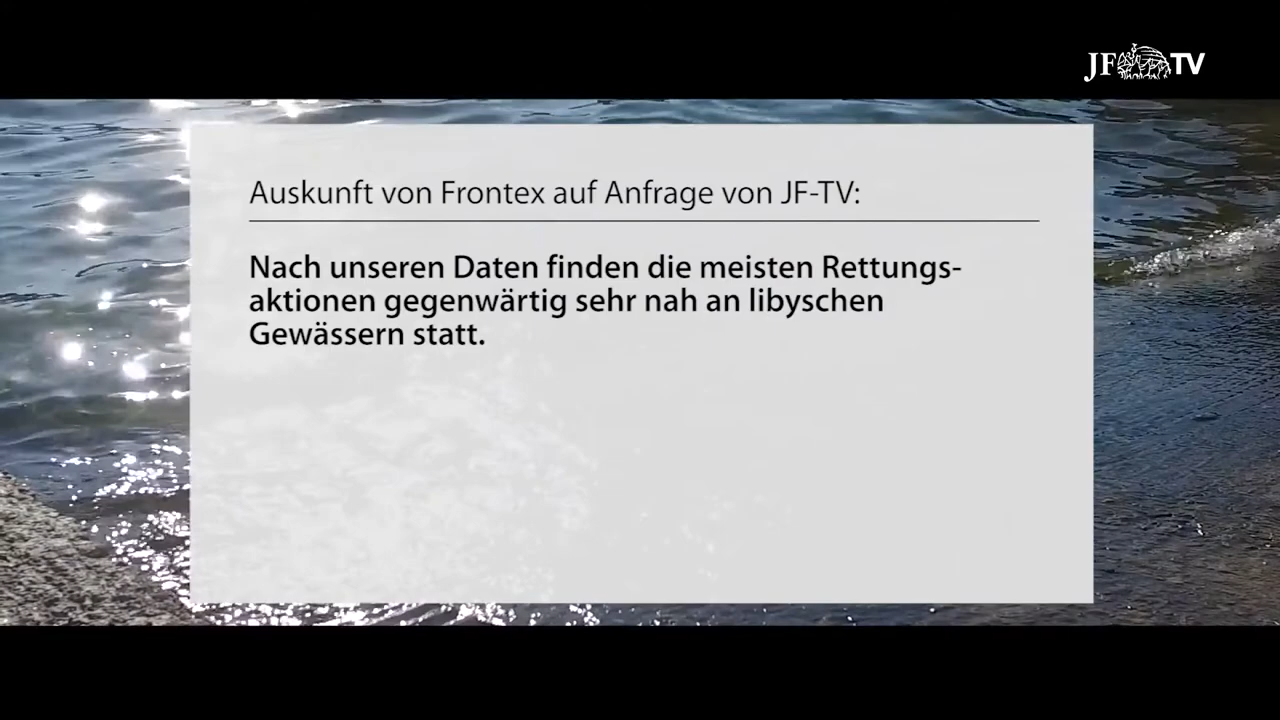 JF TV
Auskunft von Frontex auf Anfrage von JF-TV:
Nach unseren Daten finden die meisten Rettungs-
aktionen gegenwärtig sehr nah an libyschen
Gewässern statt.